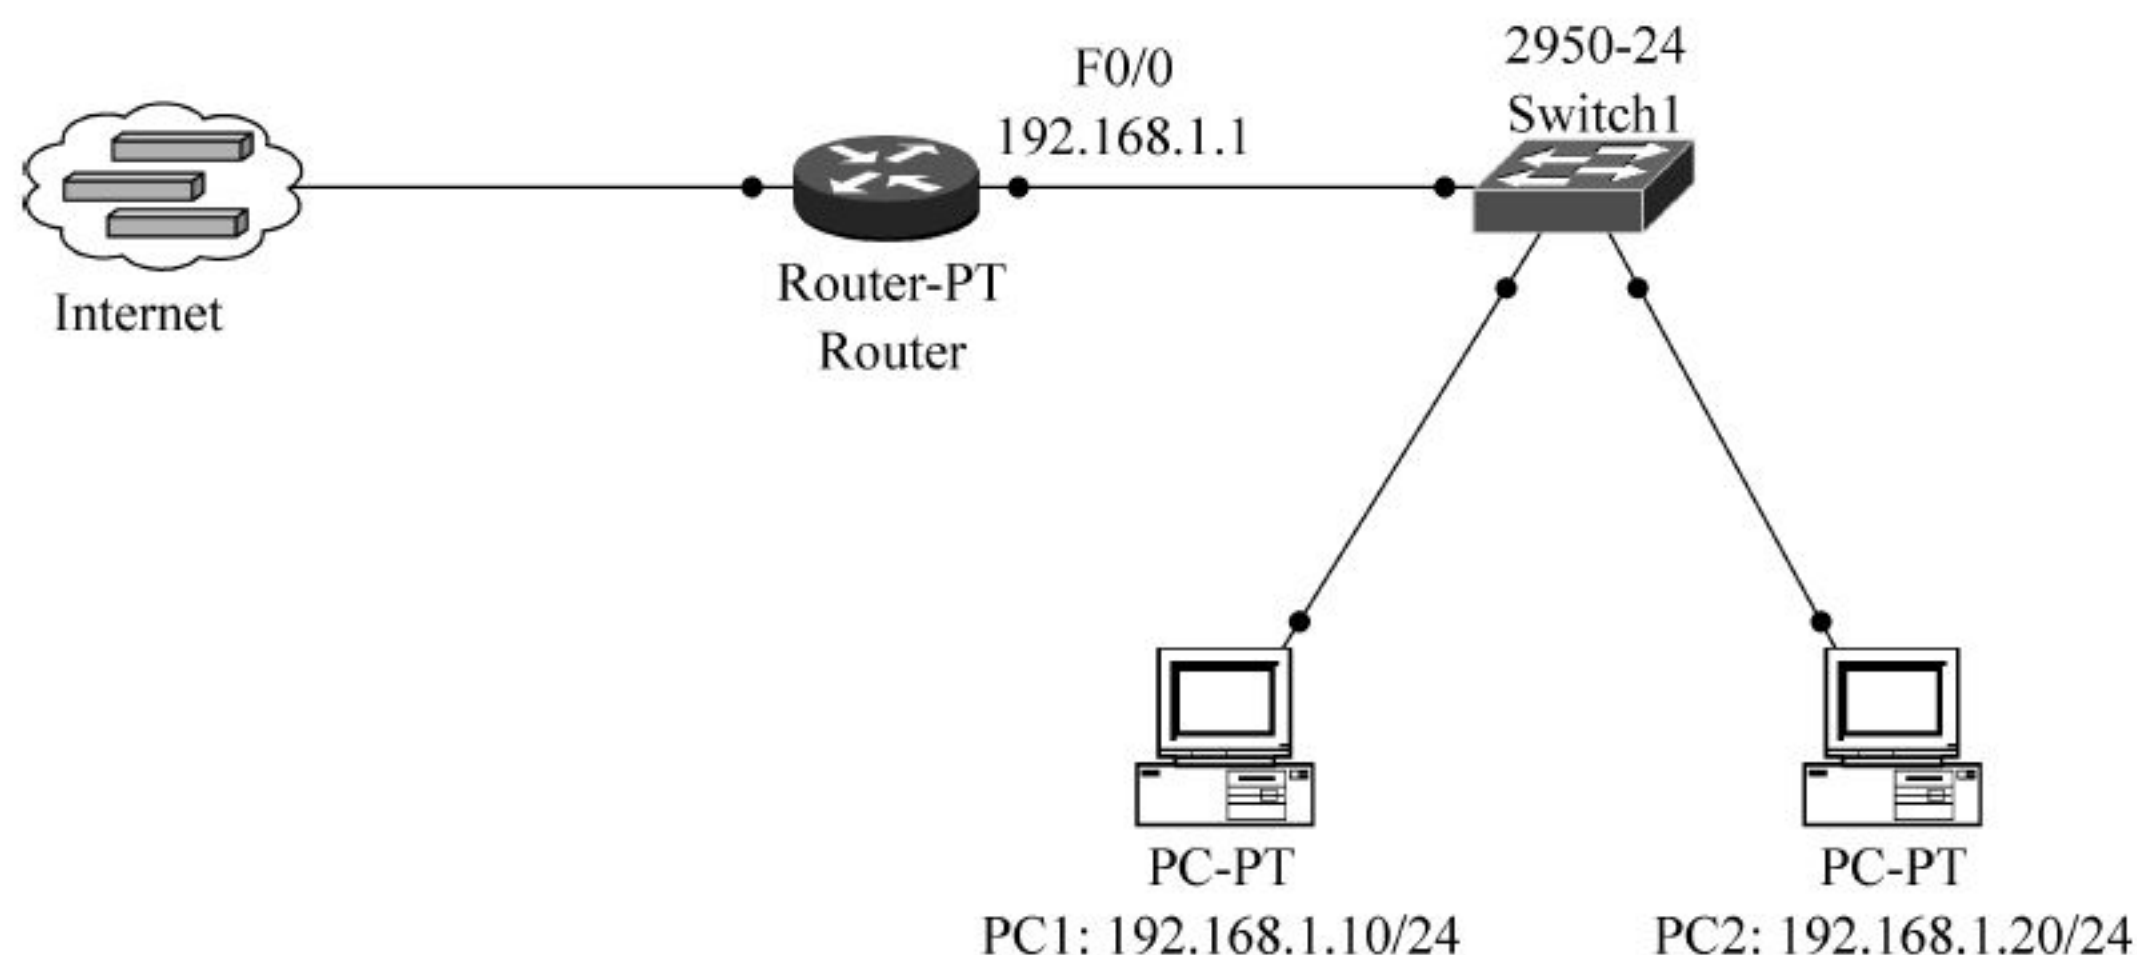 2950-24
Switch1
F0/0
192.168.1.1
Internet
Router-PT
Router
PC-PT
PC1: 192.168.1.10/24
PC-PT
PC2: 192.168.1.20/24